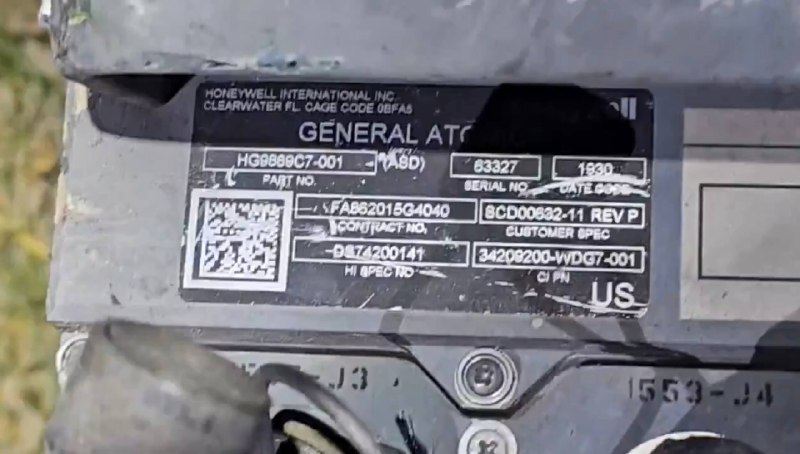 HONEYWELL INTERNATIONAL INC.
CLEARWATER FL. CAGE CODE 0BFA5
GENERAL
HG9869C7-001 (ASD) 63327 1930
PART NO. SERIAL NO. DATE CODE
FA862015G4040 SCD00632-11 REV P
CONTRACT NO. CUSTOMER SPEC
DS74200141 34209200-WDG7-001
HI SPEC NO CI PN
US
-J3
1553-J4